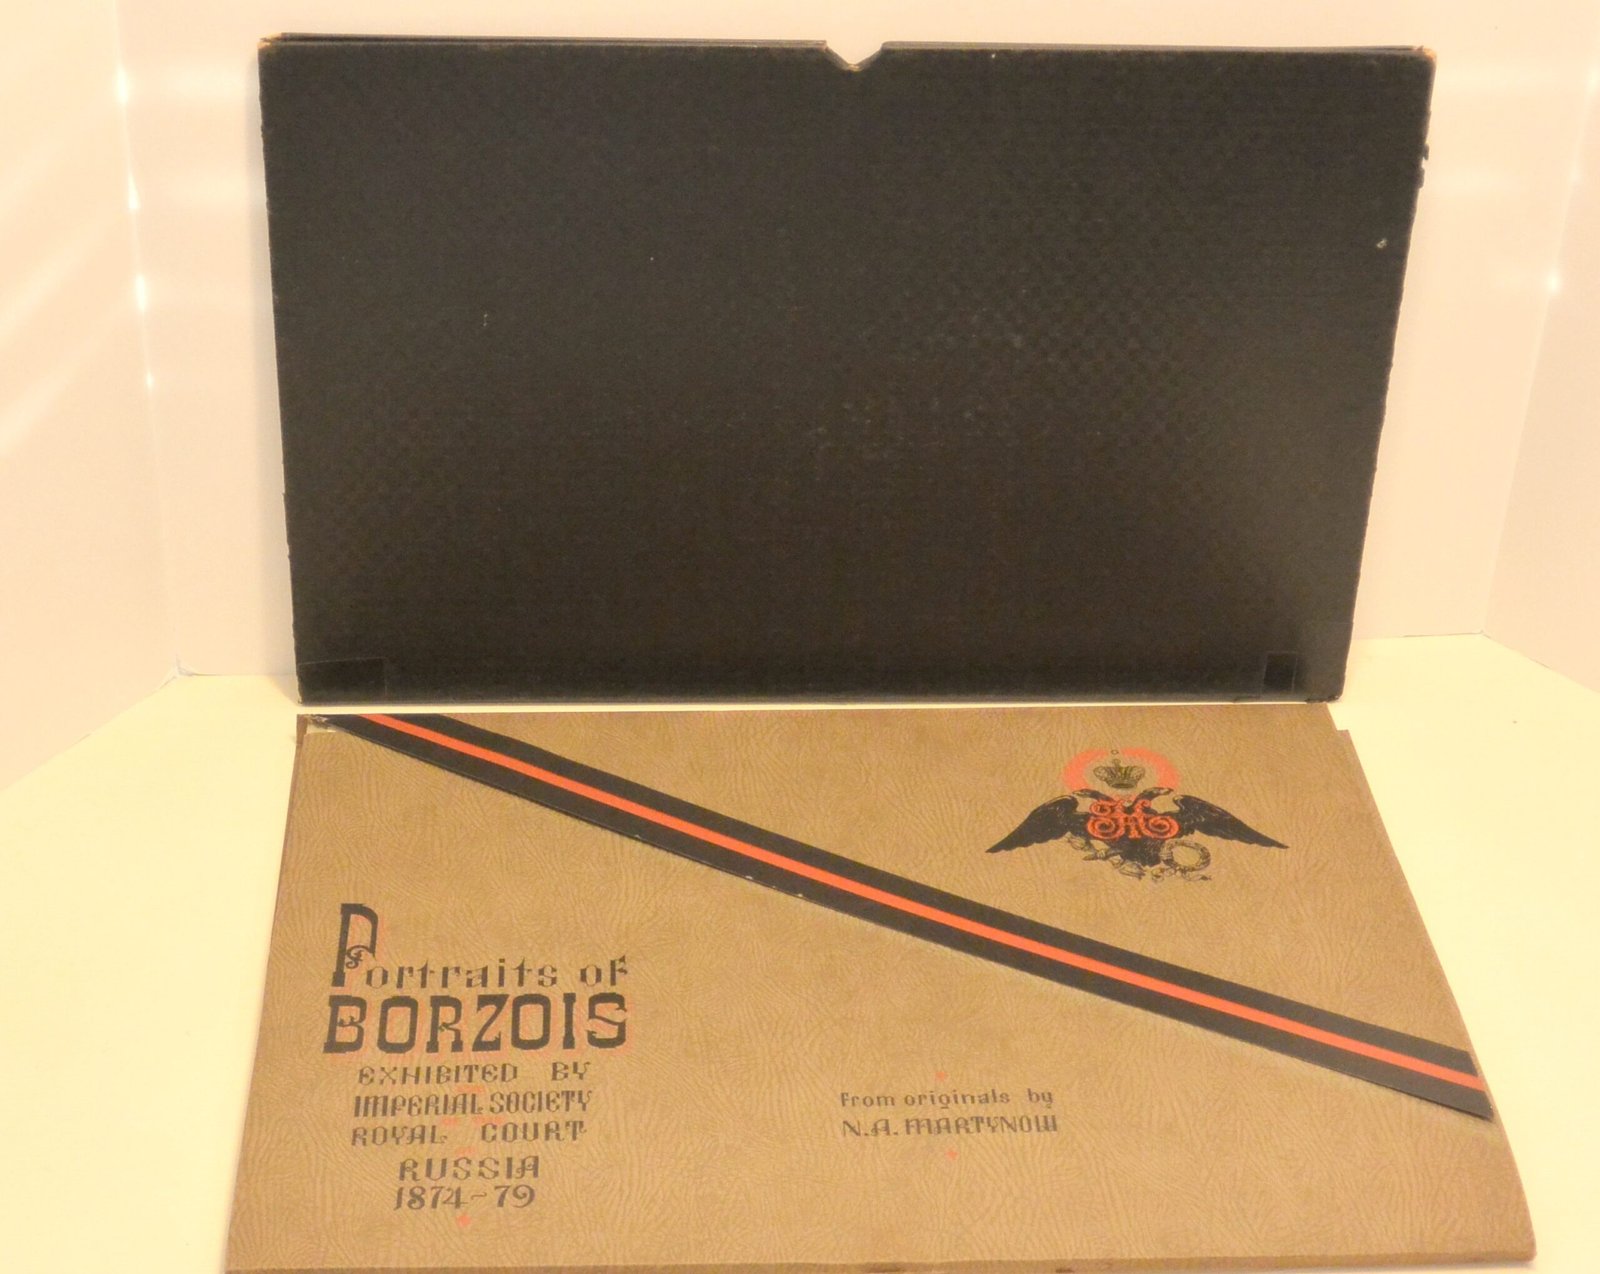 Portraits of
BORZOIS
EXHIBITED BY
IMPERIAL SOCIETY
ROYAL COURT
RUSSIA
1874-79
From originals by
N.A. MARTYNOW